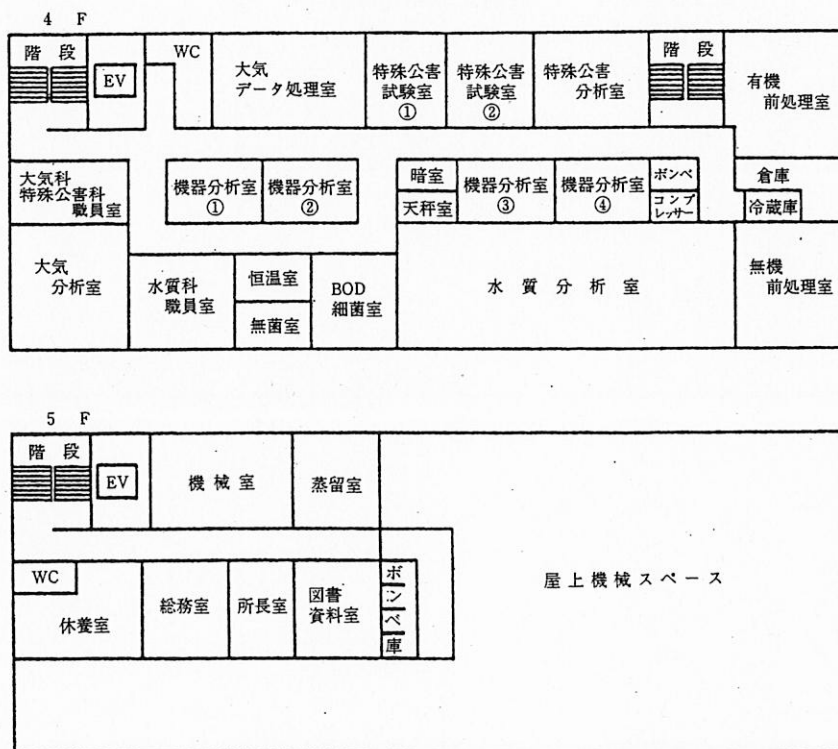 4 F
階段
EV
WC
大気
データ処理室
特殊公害
試験室
①
特殊公害
試験室
②
特殊公害
分析室
階段
有機
前処理室
大気科
特殊公害科
職員室
機器分析室
①
機器分析室
②
暗室
天秤室
機器分析室
③
機器分析室
④
ボンベ
コンプ
レッサー
倉庫
冷蔵庫
大気
分析室
水質科
職員室
恒温室
無菌室
BOD
細菌室
水質分析室
無機
前処理室
5 F
階段
EV
機械室
蒸留室
WC
休養室
総務室
所長室
図書
資料室
ボ
ン
ベ
庫
屋上機械スペース